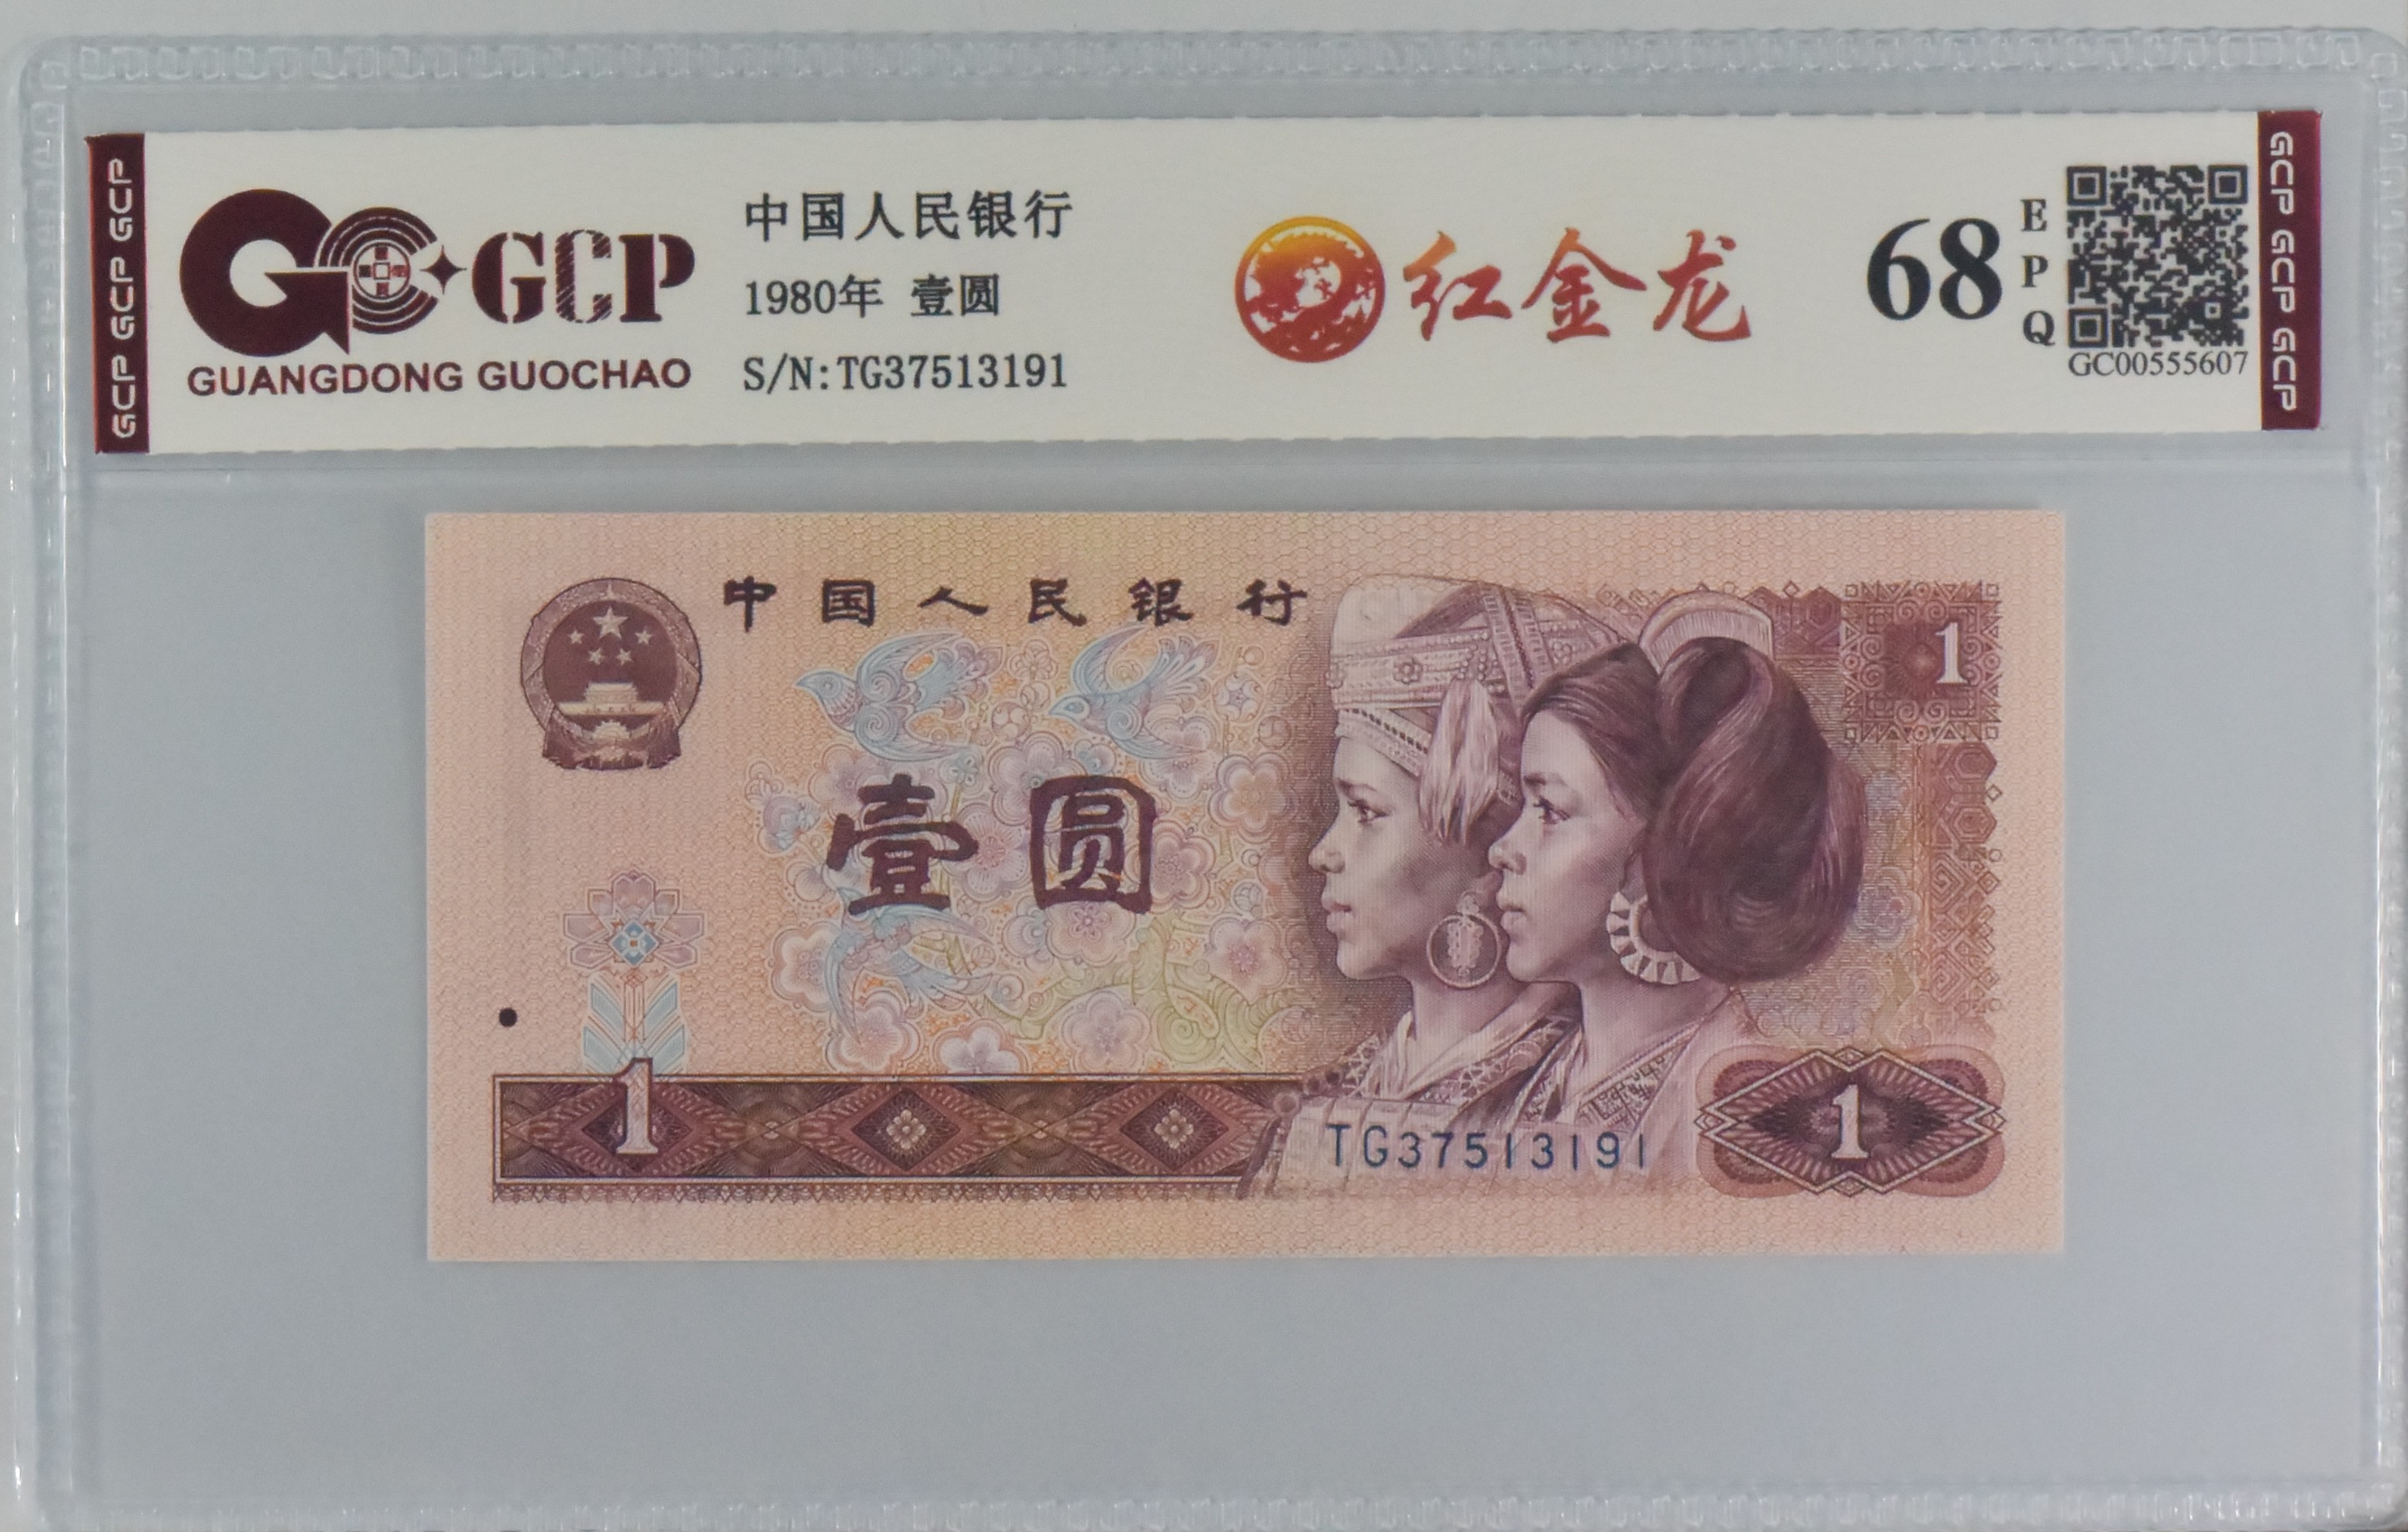 GCP GCP GCP
GCP
GUANGDONG GUOCHAO
中国人民银行
1980年 壹圆
S/N:TG37513191
红金龙
68
E
P
Q
GC00555607
GCP GCP GCP
中国人民银行
1
壹圆
1
TG37513191
1